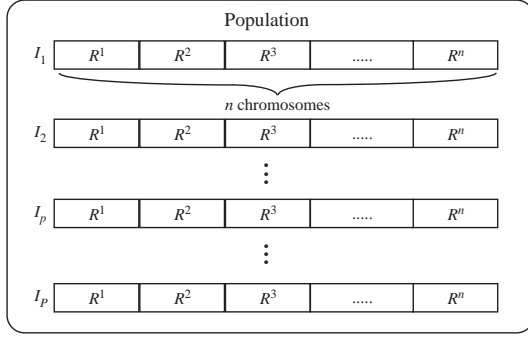 Population
I₁ R¹ R² R³ ..... Rⁿ
n chromosomes
I₂ R¹ R² R³ ..... Rⁿ
⋮
Iₚ R¹ R² R³ ..... Rⁿ
⋮
I_P R¹ R² R³ ..... Rⁿ